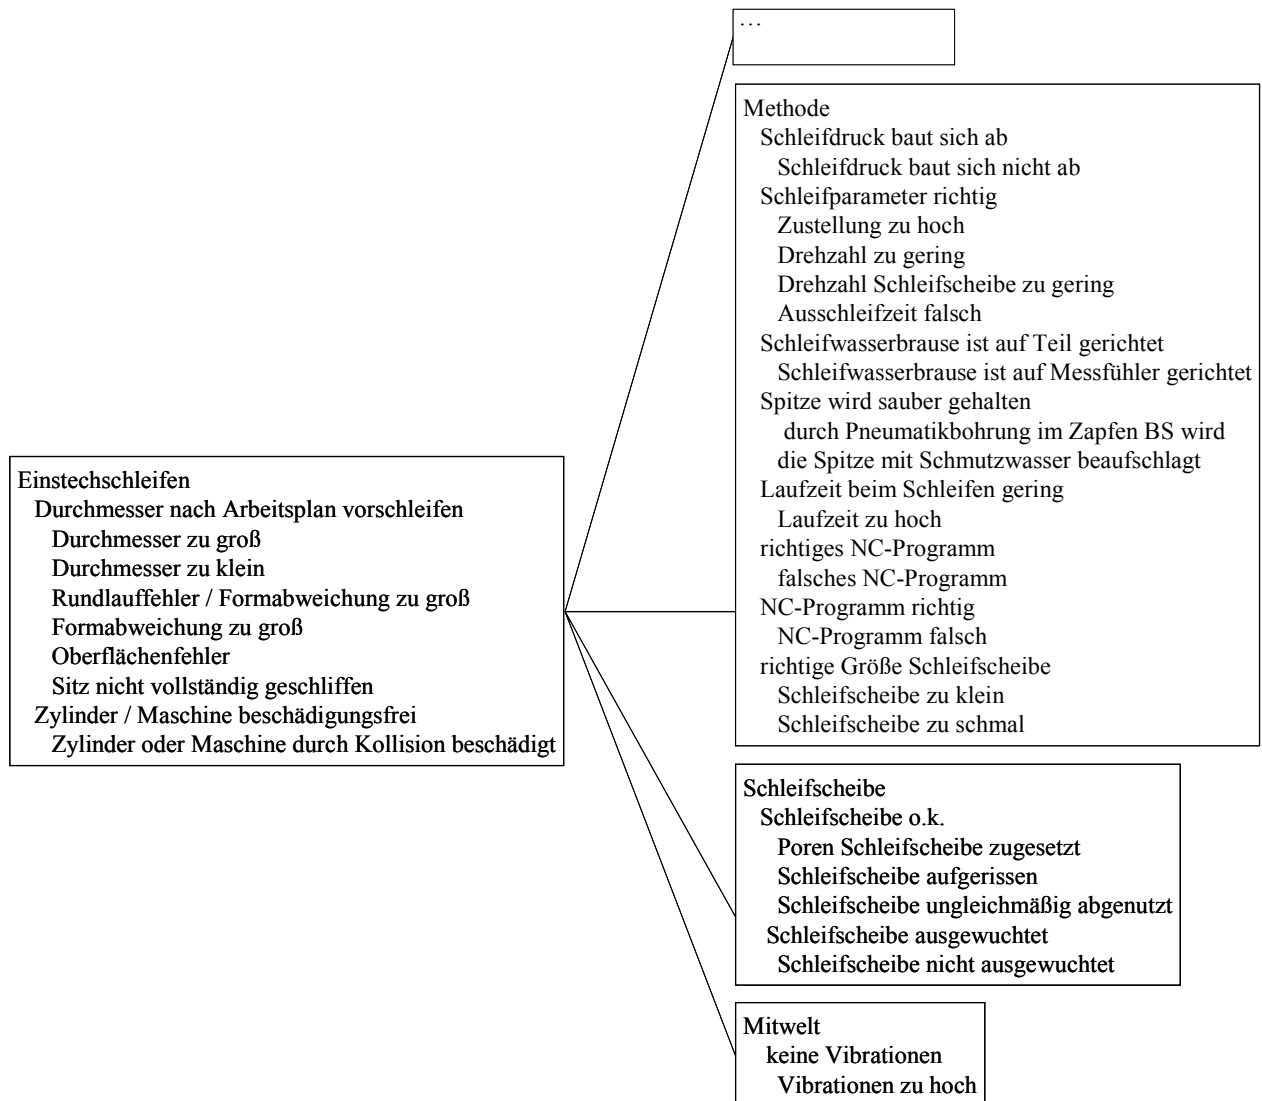 …
Methode
Schleifdruck baut sich ab
Schleifdruck baut sich nicht ab
Schleifparameter richtig
Zustellung zu hoch
Drehzahl zu gering
Drehzahl Schleifscheibe zu gering
Ausschleifzeit falsch
Schleifwasserbrause ist auf Teil gerichtet
Schleifwasserbrause ist auf Messfühler gerichtet
Spitze wird sauber gehalten
durch Pneumatikbohrung im Zapfen BS wird
die Spitze mit Schmutzwasser beaufschlagt
Laufzeit beim Schleifen gering
Laufzeit zu hoch
richtiges NC-Programm
falsches NC-Programm
NC-Programm richtig
NC-Programm falsch
richtige Größe Schleifscheibe
Schleifscheibe zu klein
Schleifscheibe zu schmal
Einstechschleifen
Durchmesser nach Arbeitsplan vorschleifen
Durchmesser zu groß
Durchmesser zu klein
Rundlauffehler / Formabweichung zu groß
Formabweichung zu groß
Oberflächenfehler
Sitz nicht vollständig geschliffen
Zylinder / Maschine beschädigungsfrei
Zylinder oder Maschine durch Kollision beschädigt
Schleifscheibe
Schleifscheibe o.k.
Poren Schleifscheibe zugesetzt
Schleifscheibe aufgerissen
Schleifscheibe ungleichmäßig abgenutzt
Schleifscheibe ausgewuchtet
Schleifscheibe nicht ausgewuchtet
Mitwelt
keine Vibrationen
Vibrationen zu hoch